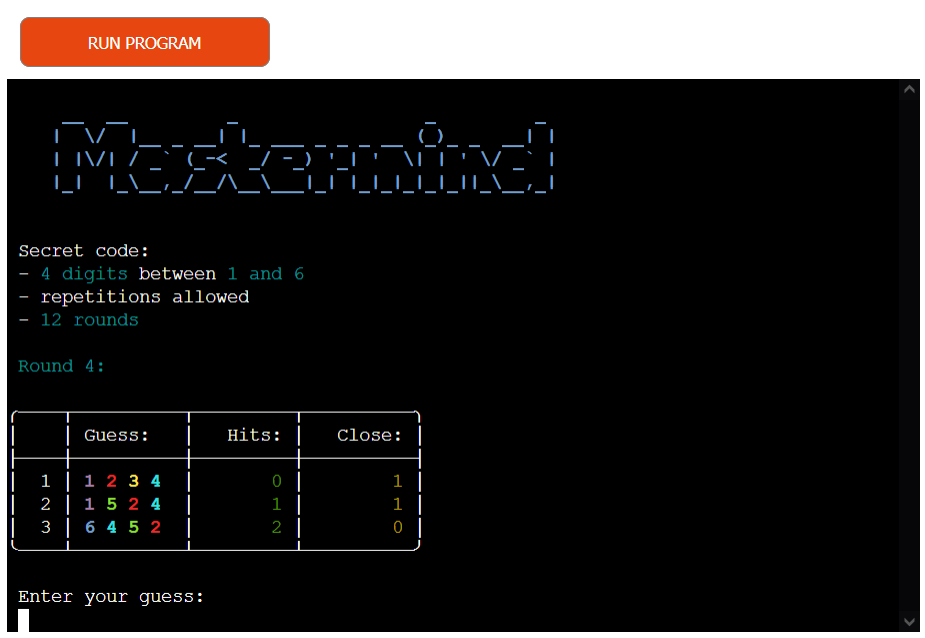 RUN PROGRAM
Mastermind
Secret code:
- 4 digits between 1 and 6
- repetitions allowed
- 12 rounds
Round 4:
Guess: Hits: Close:
1 1 2 3 4 0 1
2 1 5 2 4 1 1
3 6 4 5 2 2 0
Enter your guess: